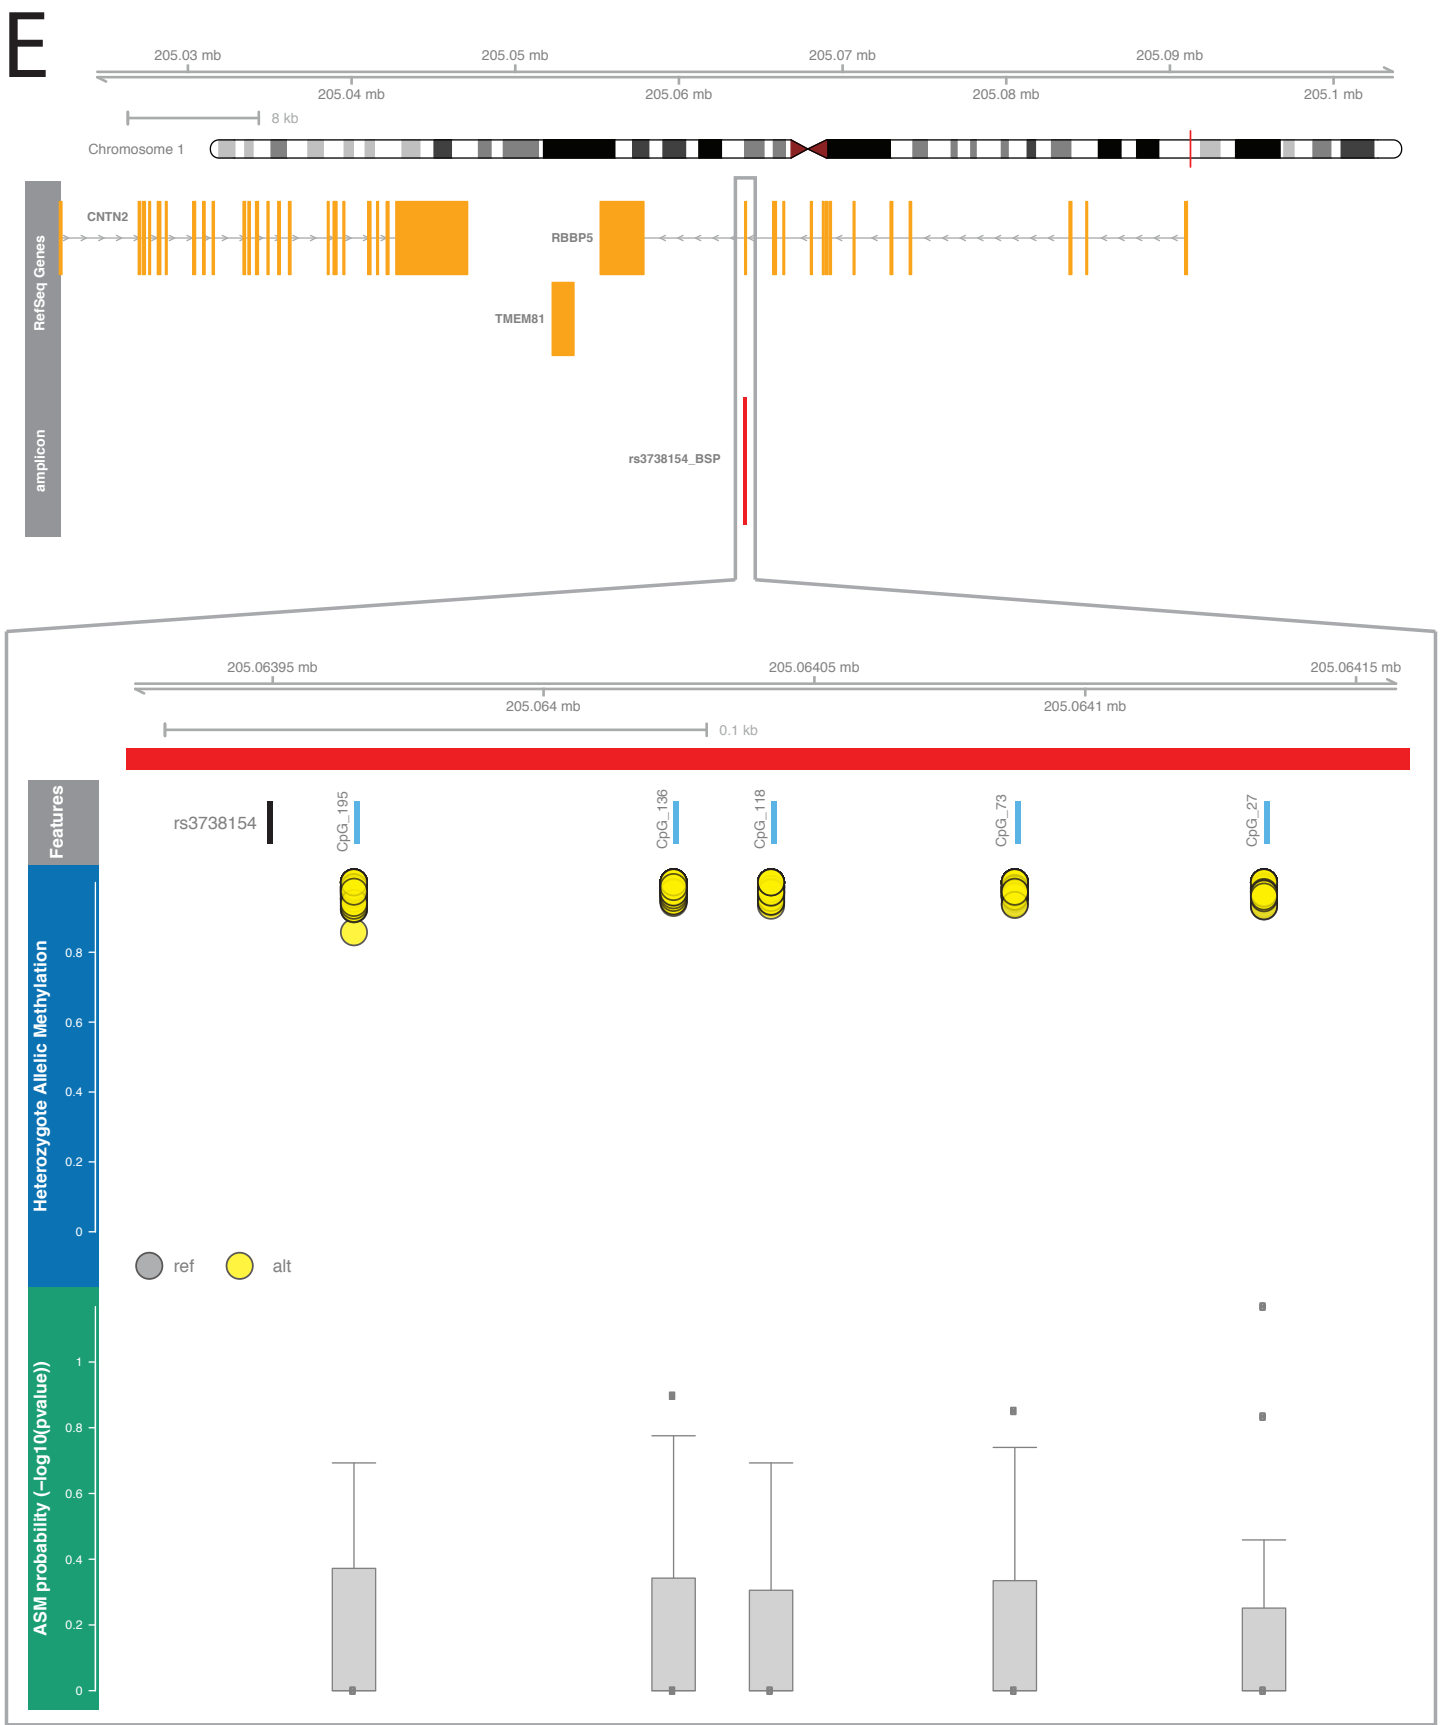 E
205.03 mb 205.05 mb 205.07 mb 205.09 mb
205.04 mb 205.06 mb 205.08 mb 205.1 mb
8 kb
Chromosome 1
RefSeq Genes
CNTN2
RBBP5
TMEM81
amplicon
rs3738154_BSP
205.06395 mb 205.06405 mb 205.06415 mb
205.064 mb 205.0641 mb
0.1 kb
Features
rs3738154
CpG_195
CpG_136
CpG_118
CpG_73
CpG_27
Heterozygote Allelic Methylation
0.8
0.6
0.4
0.2
0
ref alt
ASM probability (−log10(pvalue))
1
0.8
0.6
0.4
0.2
0